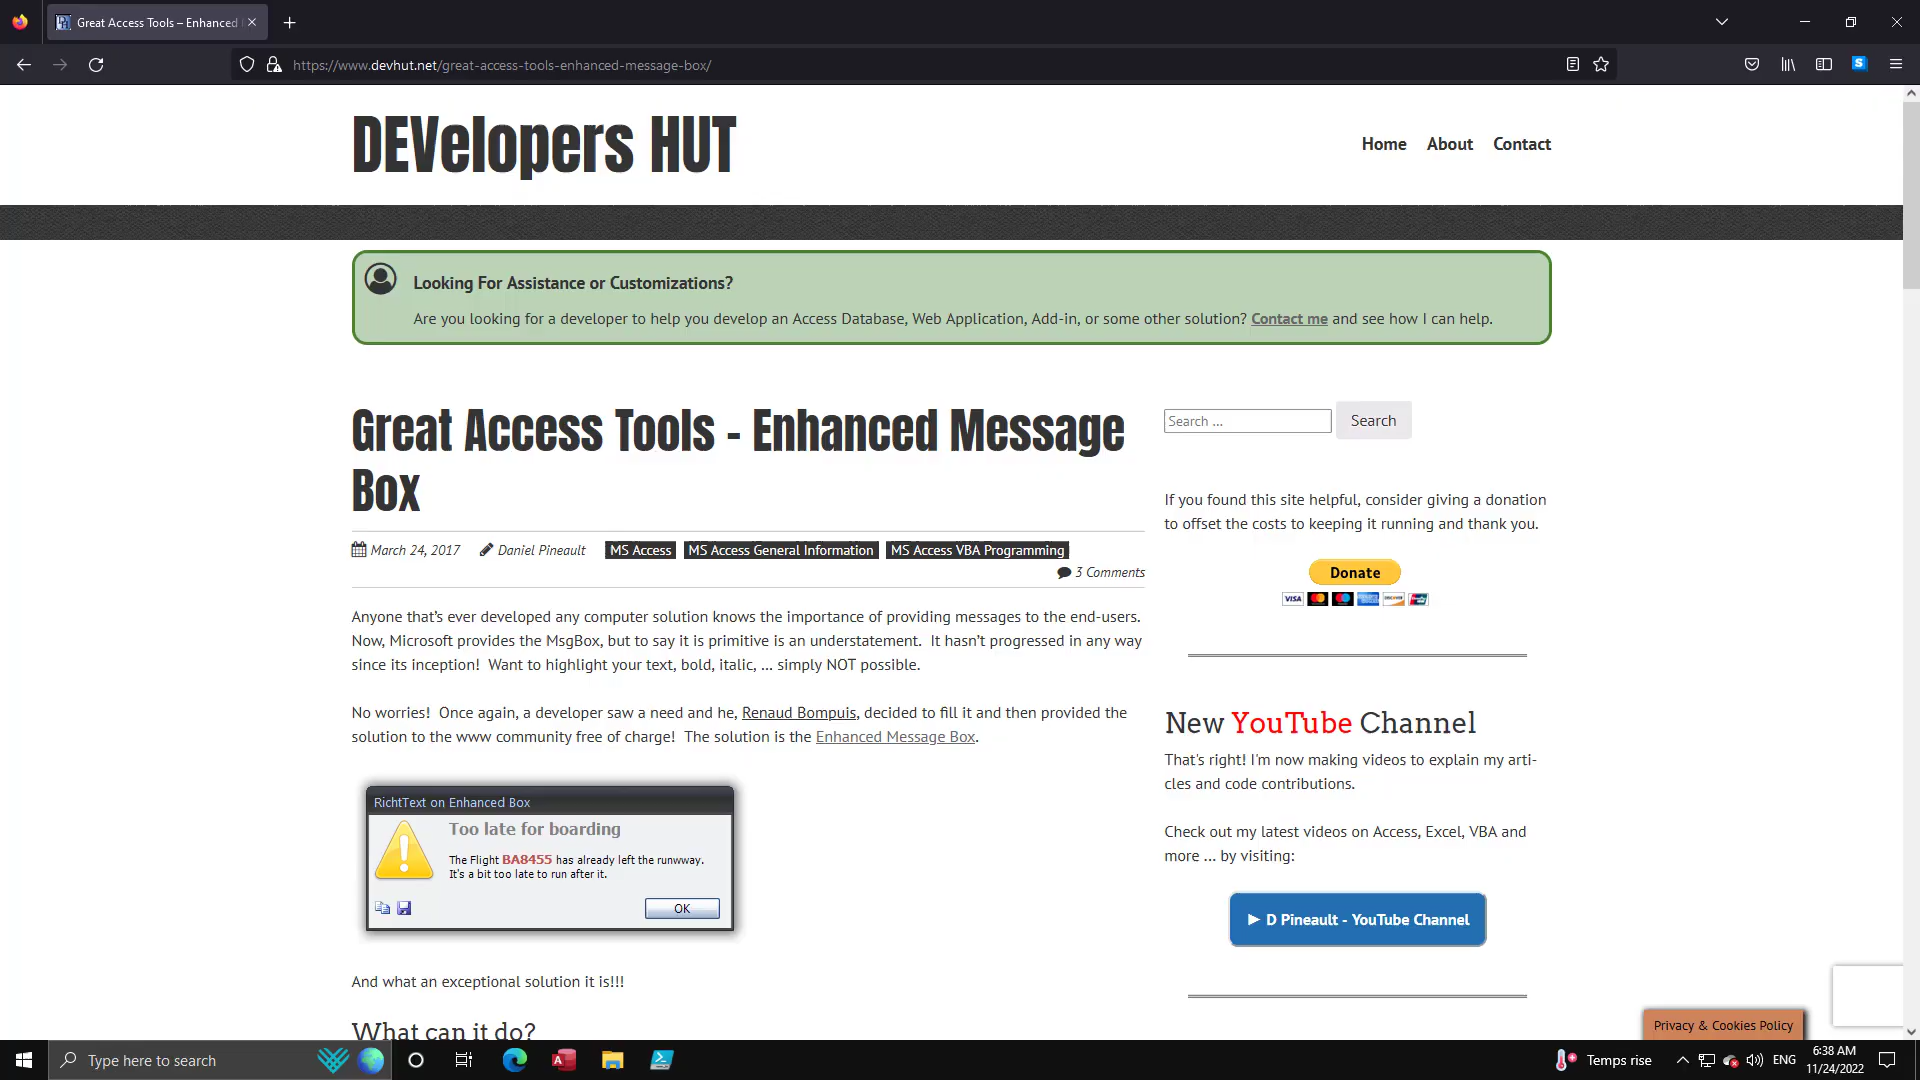 Great Access Tools – Enhanced
https://www.devhut.net/great-access-tools-enhanced-message-box/
DEVelopers HUT
Home About Contact
Looking For Assistance or Customizations?
Are you looking for a developer to help you develop an Access Database, Web Application, Add-in, or some other solution? Contact me and see how I can help.
Great Access Tools - Enhanced Message
Box
March 24, 2017 Daniel Pineault MS Access MS Access General Information MS Access VBA Programming
3 Comments
Anyone that's ever developed any computer solution knows the importance of providing messages to the end-users.
Now, Microsoft provides the MsgBox, but to say it is primitive is an understatement. It hasn't progressed in any way
since its inception! Want to highlight your text, bold, italic, ... simply NOT possible.
No worries! Once again, a developer saw a need and he, Renaud Bompuis, decided to fill it and then provided the
solution to the www community free of charge! The solution is the Enhanced Message Box.
RichtText on Enhanced Box
Too late for boarding
The Flight BA8455 has already left the runwway.
It's a bit too late to run after it.
OK
And what an exceptional solution it is!!!
What can it do?
Search ... Search
If you found this site helpful, consider giving a donation
to offset the costs to keeping it running and thank you.
Donate
VISA
New YouTube Channel
That's right! I'm now making videos to explain my arti-
cles and code contributions.
Check out my latest videos on Access, Excel, VBA and
more ... by visiting:
► D Pineault - YouTube Channel
Privacy & Cookies Policy
Type here to search
Temps rise
ENG
6:38 AM
11/24/2022